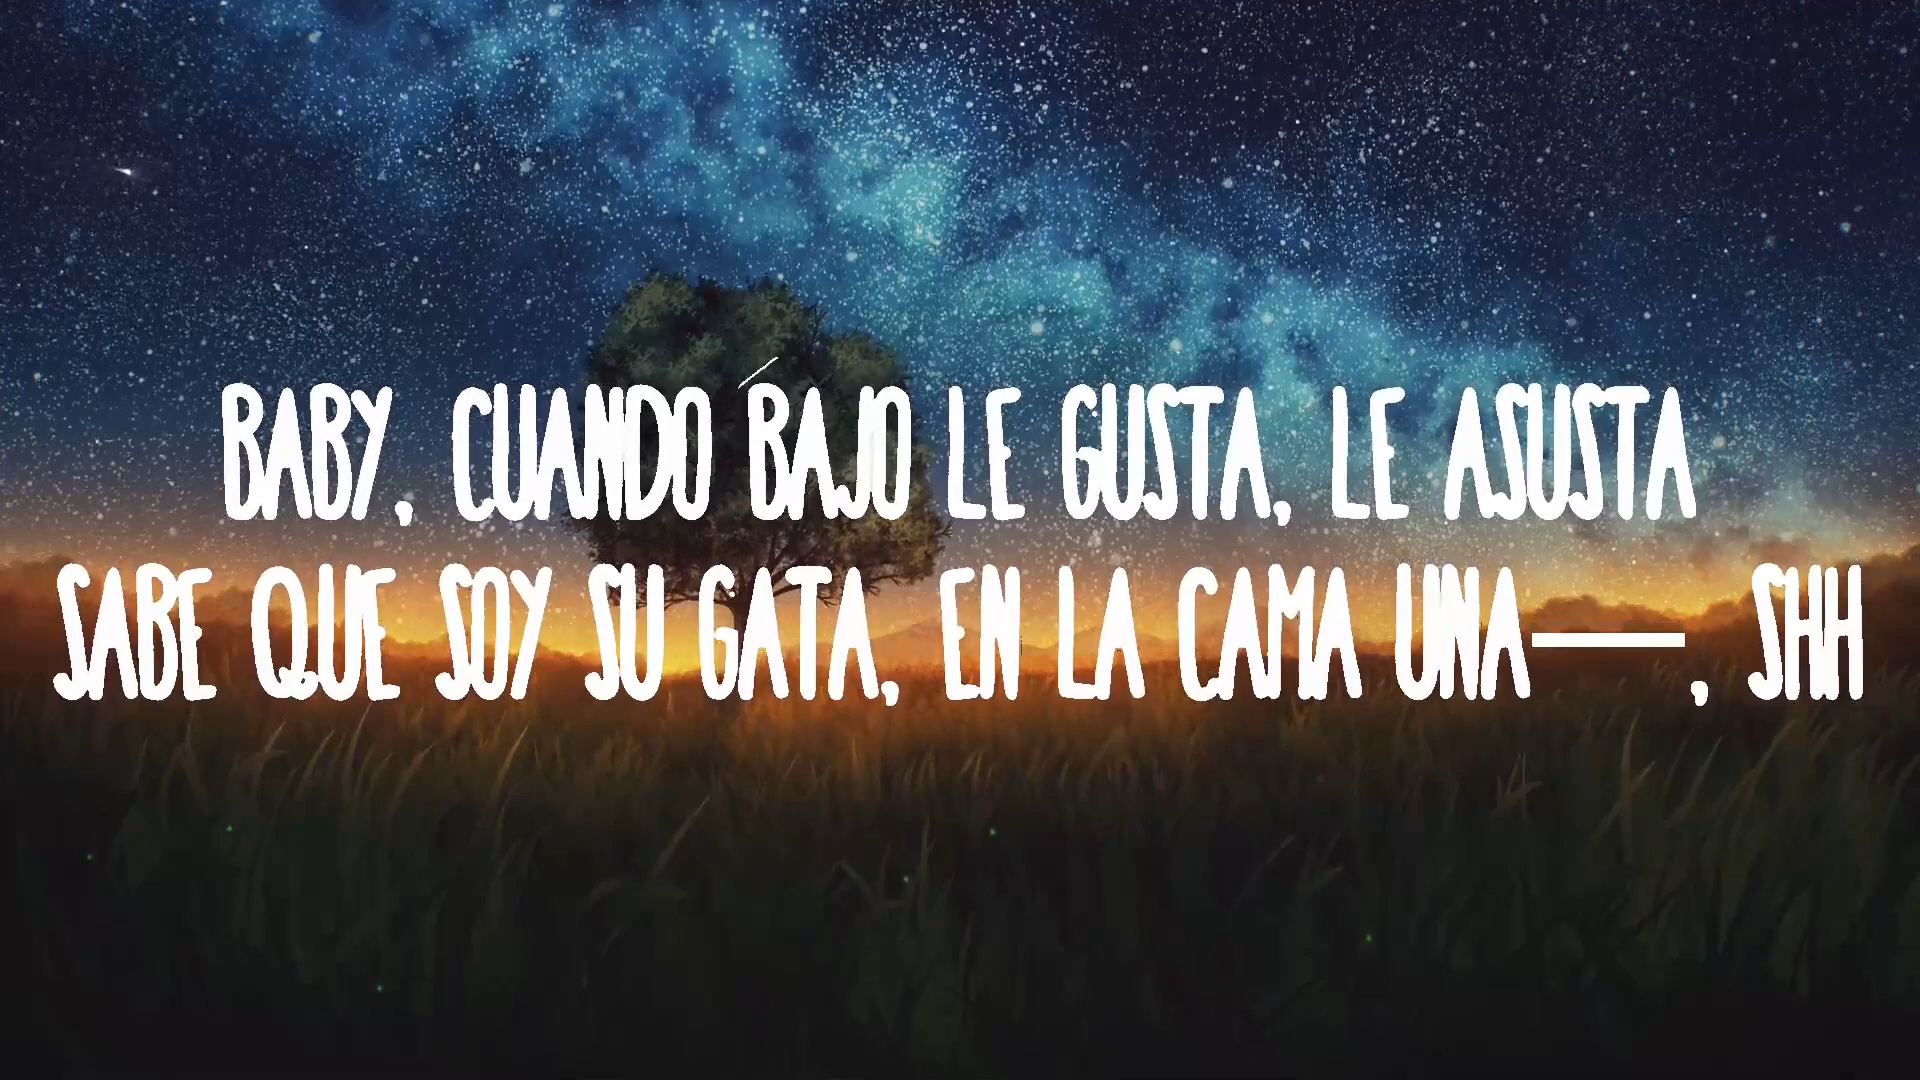 BABY, CUANDO BAJO LE GUSTA, LE ASUSTA
SABE QUE SOY SU GATA, EN LA CAMA UNA——, SHH